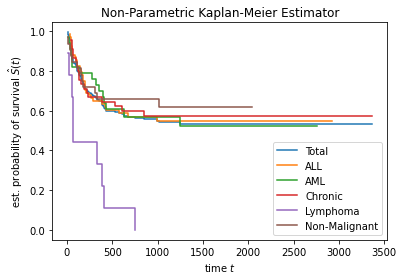 Non-Parametric Kaplan-Meier Estimator
est. probability of survival Ŝ(t)
1.0
0.8
0.6
0.4
0.2
0.0
Total
ALL
AML
Chronic
Lymphoma
Non-Malignant
0 500 1000 1500 2000 2500 3000 3500
time t